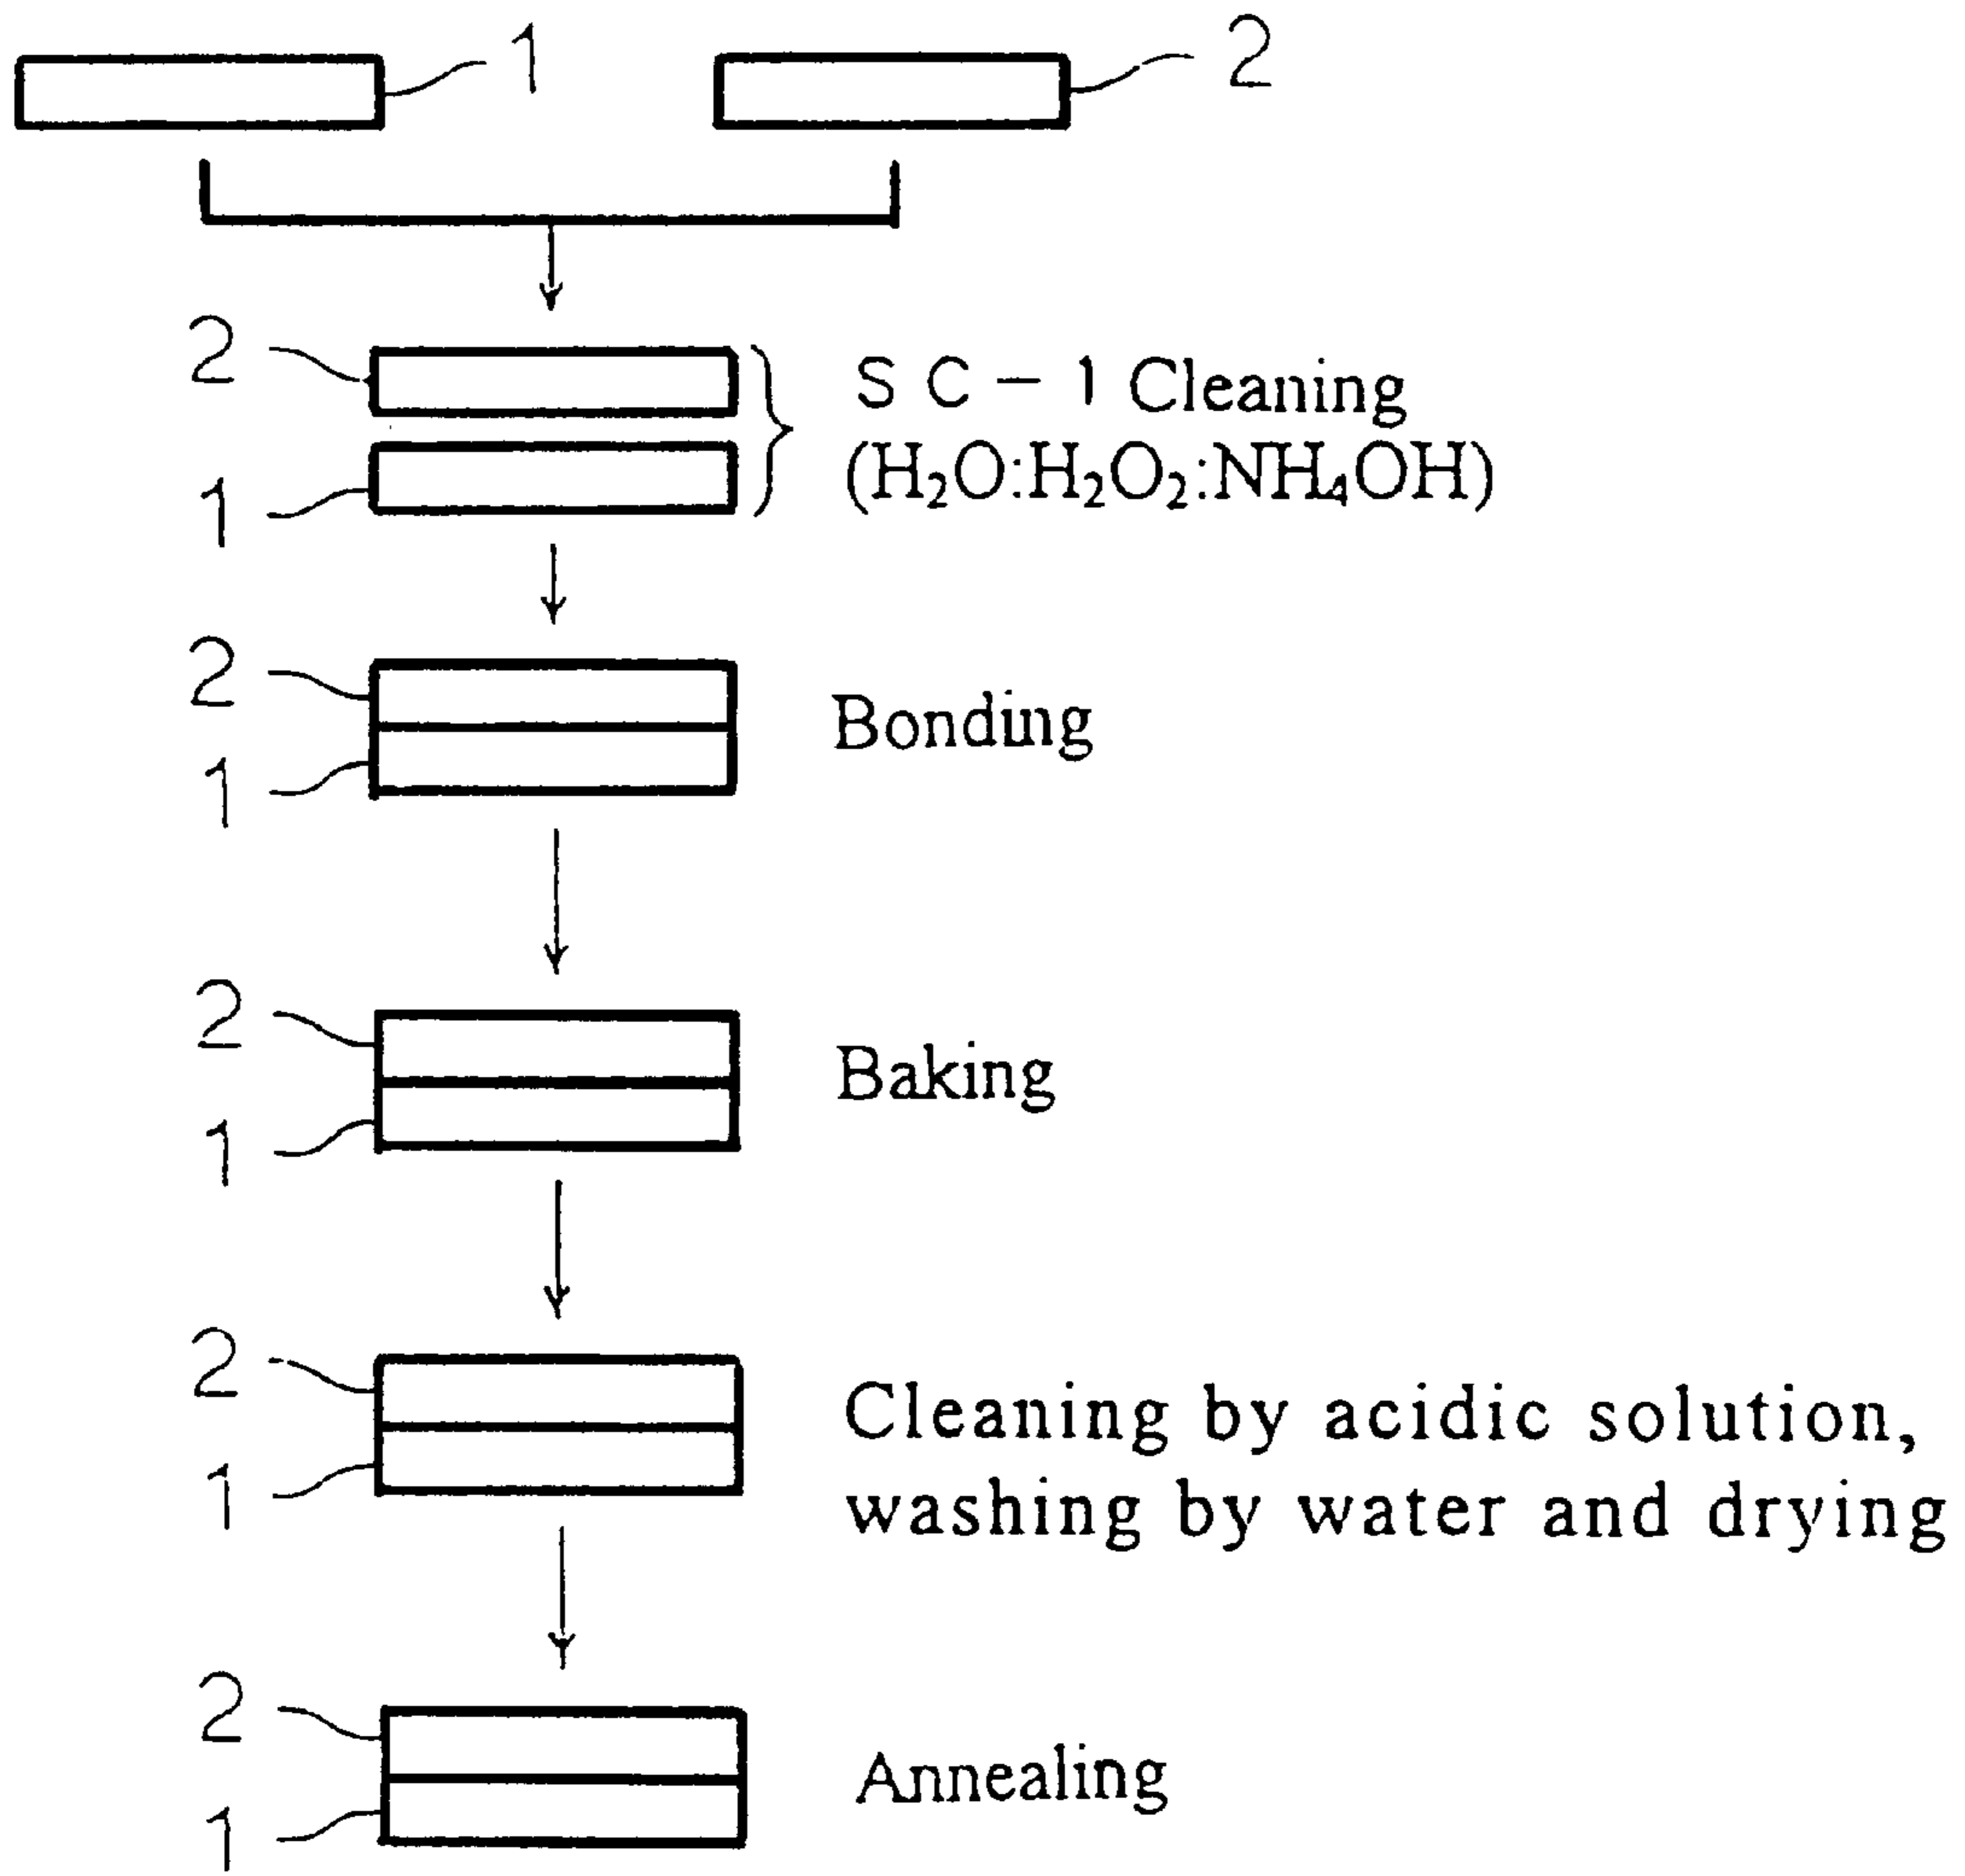 1
2
2
S C - 1 Cleaning
(H₂O:H₂O₂:NH₄OH)
1
2
Bonding
1
2
Baking
1
2
Cleaning by acidic solution,
1
washing by water and drying
2
Annealing
1